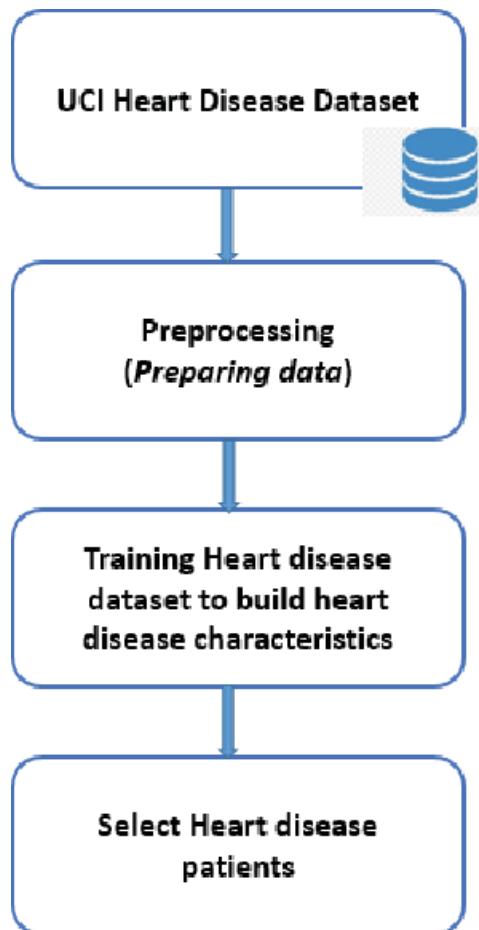 UCI Heart Disease Dataset
Preprocessing
(Preparing data)
Training Heart disease
dataset to build heart
disease characteristics
Select Heart disease
patients